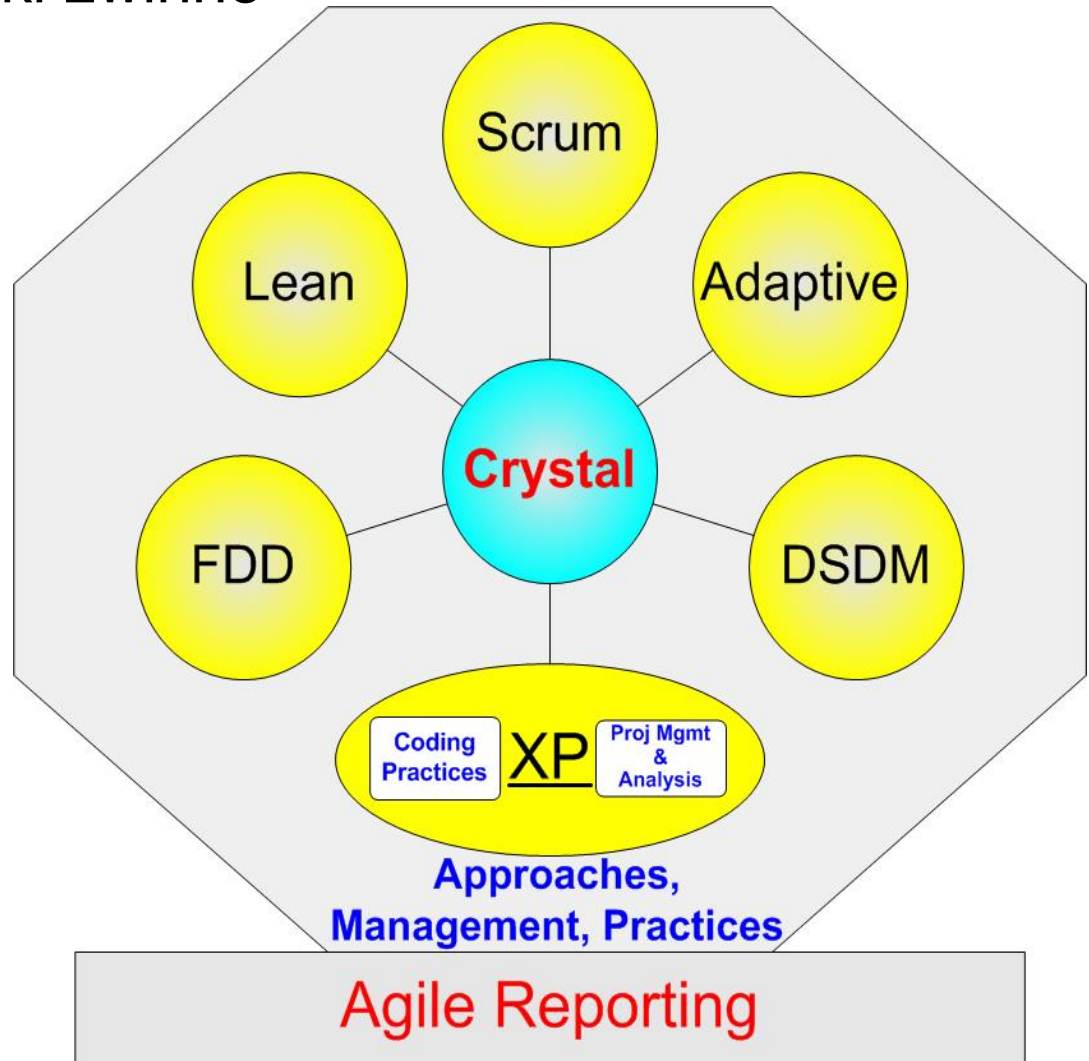 Scrum
Lean
Adaptive
Crystal
FDD
DSDM
Coding
Practices
XP
Proj Mgmt
&
Analysis
Approaches,
Management, Practices
Agile Reporting